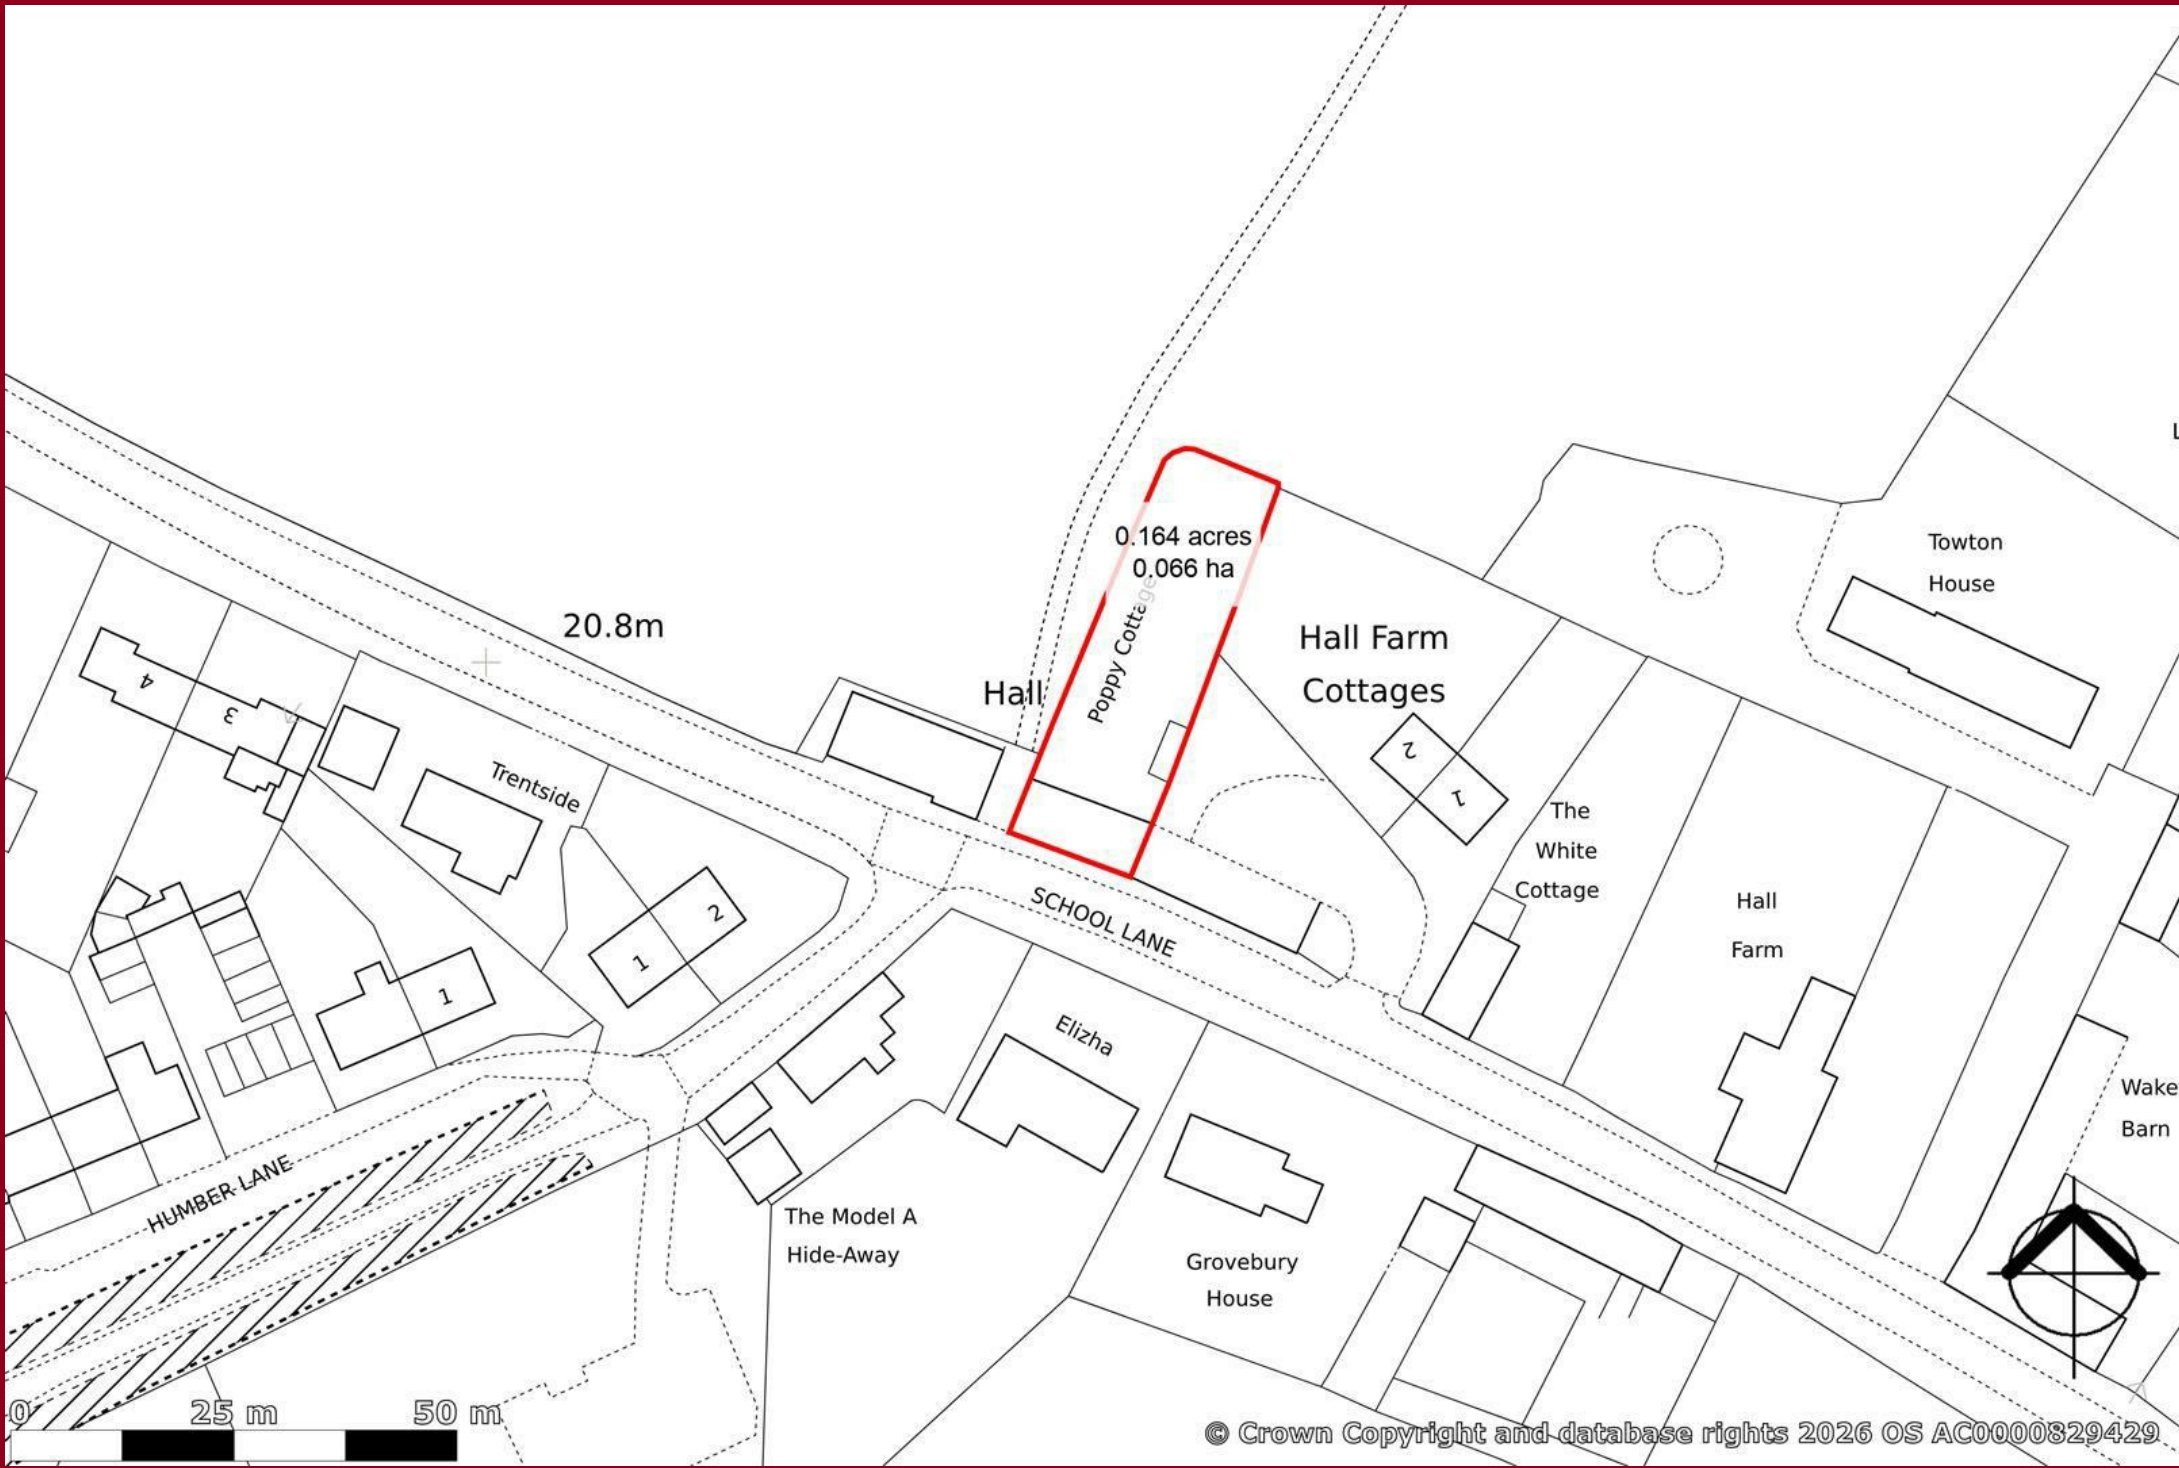 L
0.164 acres
0.066 ha
Towton
House
20.8m
Poppy Cottage
Hall Farm
Cottages
Hall
4
3
Trentside
2
1
The
White
Cottage
Hall
Farm
2
1
1
SCHOOL LANE
Elizha
Wake
Barn
HUMBER LANE
The Model A
Hide-Away
Grovebury
House
0 25 m 50 m
© Crown Copyright and database rights 2026 OS AC0000829429